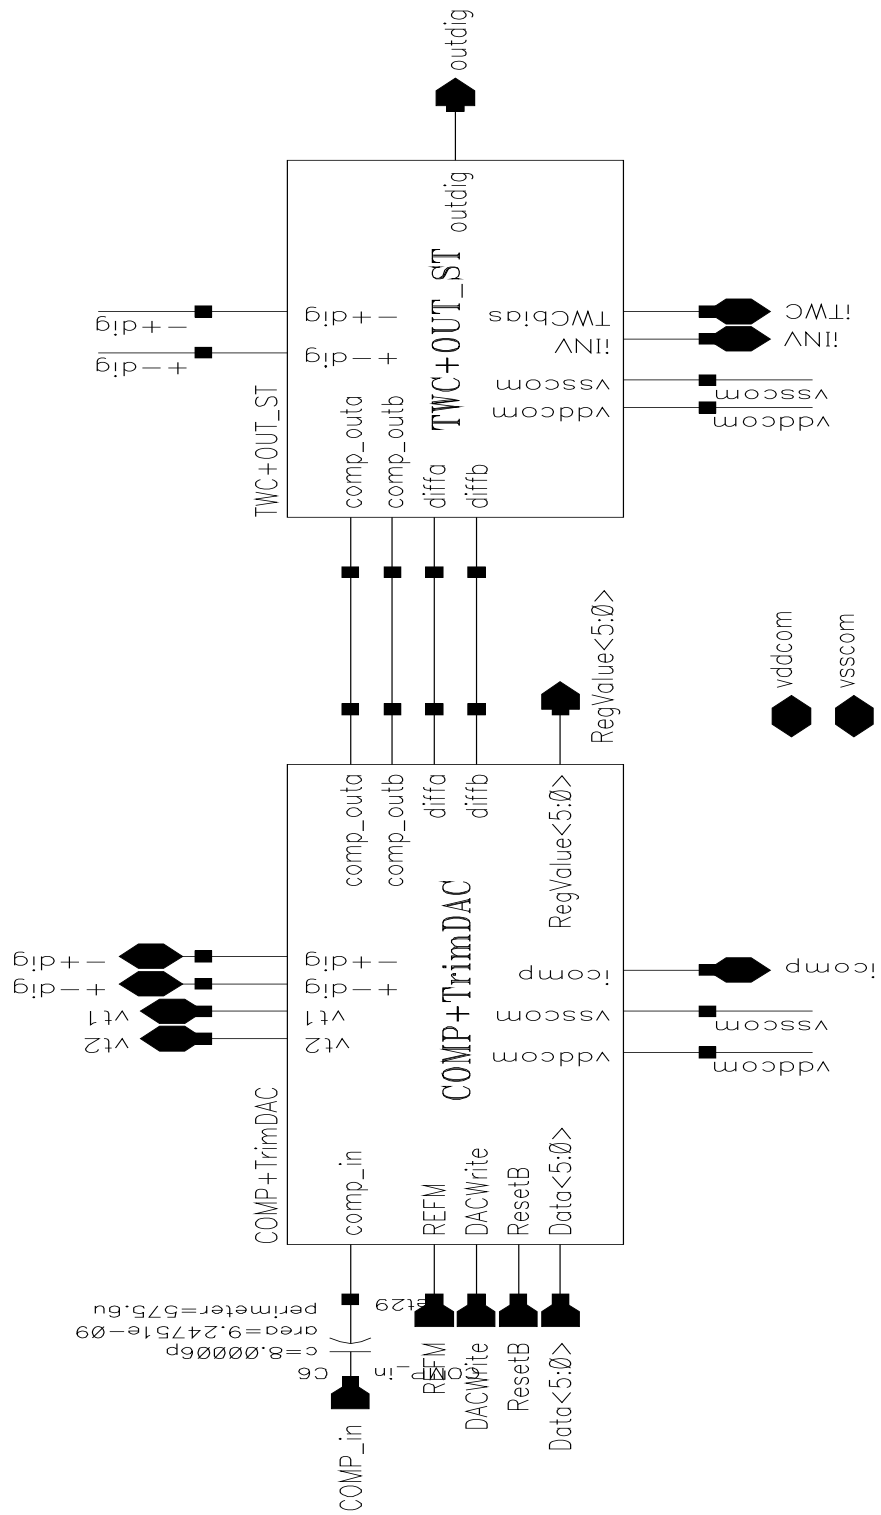 outdig
outdig
TWC+OUT_ST
TWC+OUT_ST
-+dig
+-dig
-+dig
+-dig
comp_outa
comp_outb
diffa
diffb
TWCbias
iINV
vsscom
vddcom
iTWC
iINV
vsscom
vddcom
RegValue<5:0>
vddcom
vsscom
comp_outa
comp_outb
diffa
diffb
RegValue<5:0>
COMP+TrimDAC
COMP+TrimDAC
-+dig
+-dig
vt1
vt2
-+dig
+-dig
vt1
vt2
icomp
vsscom
vddcom
icomp
vsscom
vddcom
comp_in
REFM
DACWrite
ResetB
Data<5:0>
perimeter=575.6u
area=9.24751e-09
c=8.00006p
C6
COMP_in
COMP_in
REFM
DACWrite
ResetB
Data<5:0>